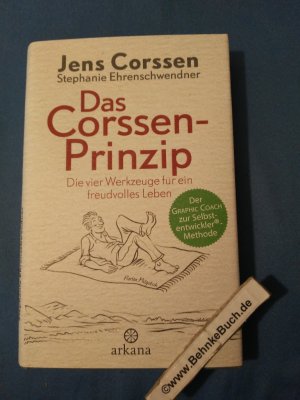 Jens Corssen
Stephanie Ehrenschwendner
Das
Corssen-
Prinzip
Die vier Werkzeuge für ein
freudvolles Leben
Der
GRAPHIC COACH
zur Selbst-
entwickler®-
Methode
arkana
©www.BehnkeBuch.de